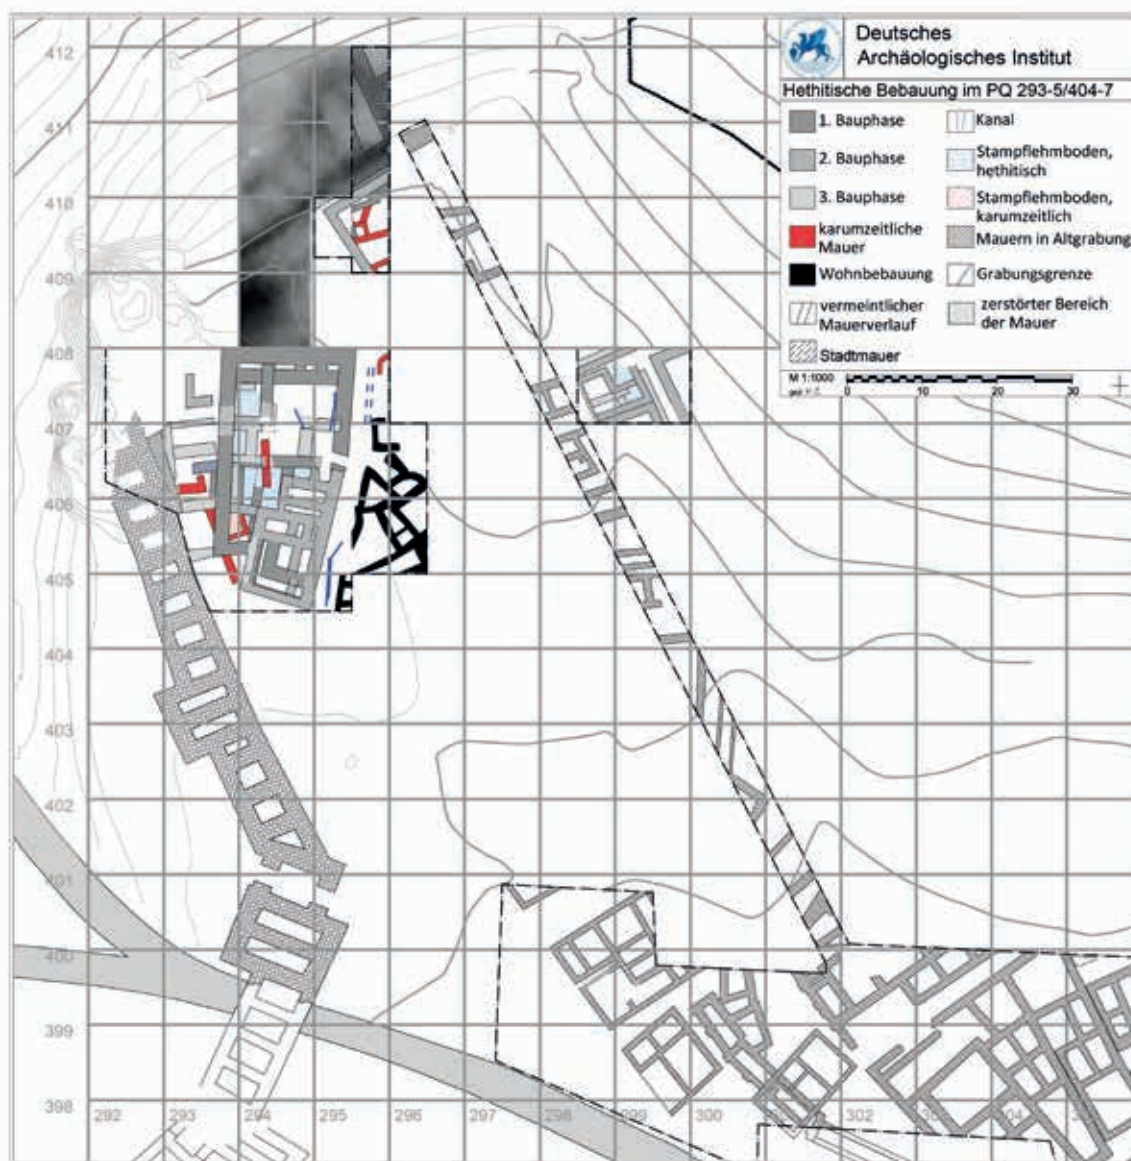 Deutsches
Archäologisches Institut
Hethitische Bebauung im PQ 293-5/404-7
1. Bauphase
2. Bauphase
3. Bauphase
karumzeitliche
Mauer
Wohnbebauung
vermeintlicher
Mauerverlauf
Stadtmauer
Kanal
Stampflehmboden,
hethitisch
Stampflehmboden,
karumzeitlich
Mauern in Altgrabung
Grabungsgrenze
zerstörter Bereich
der Mauer
M 1:1000
0 10 20 30
412
411
410
409
408
407
406
405
404
403
402
401
400
399
398
292 293 294 295 296 297 298 299 300 302